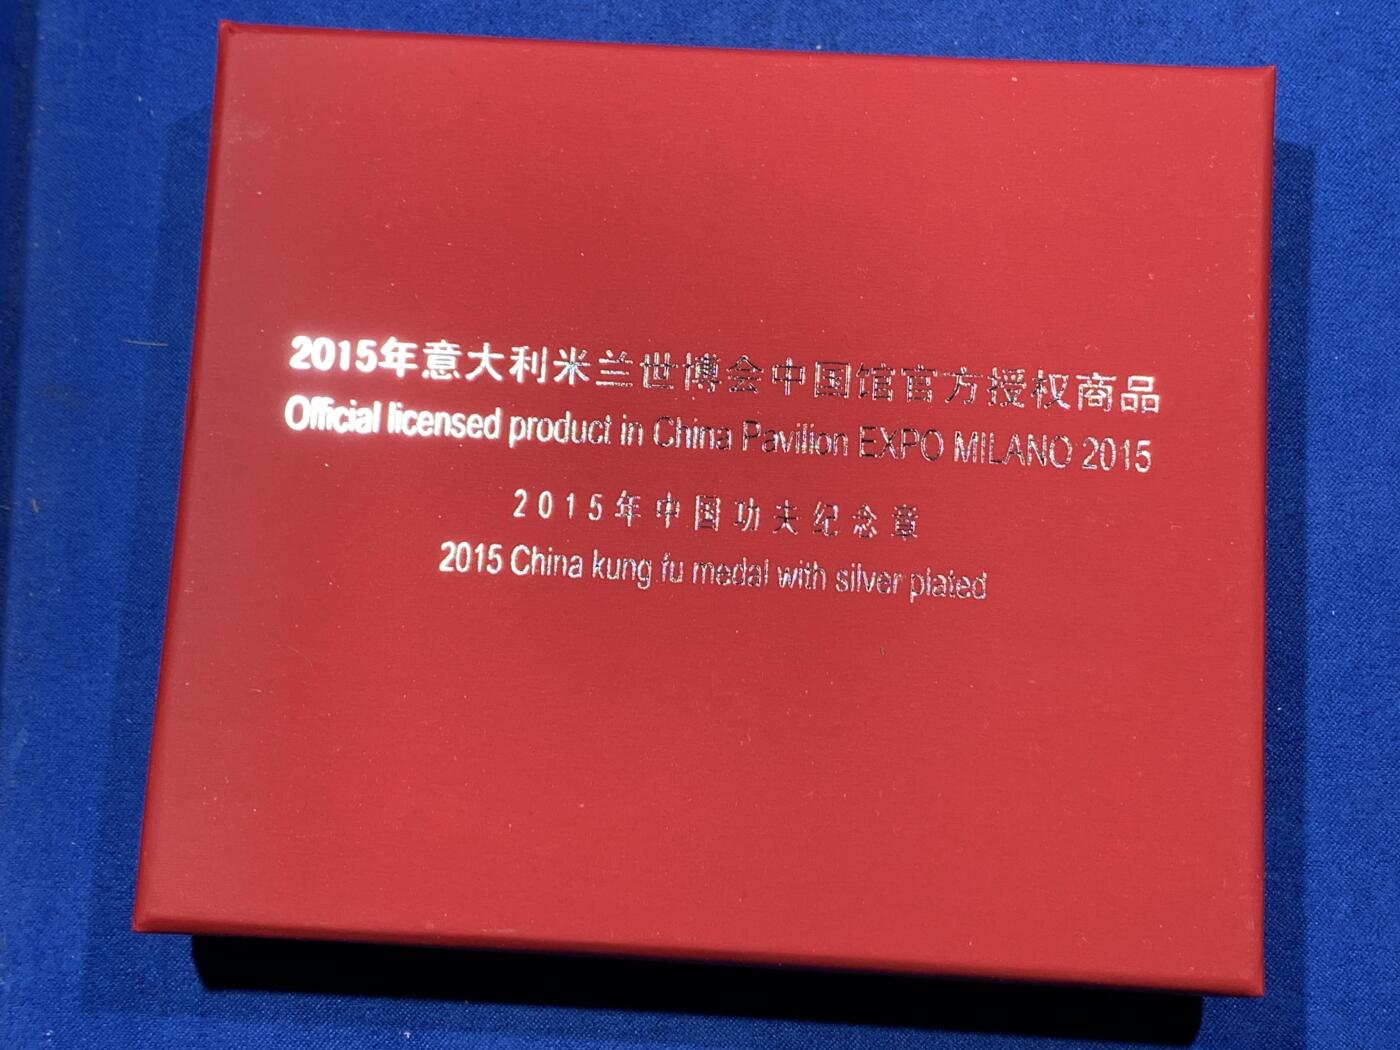 2015年意大利米兰世博会中国馆官方授权商品
Official licensed product in China Pavilion EXPO MILANO 2015
2015年中国功夫纪念章
2015 China kung fu medal with silver plated